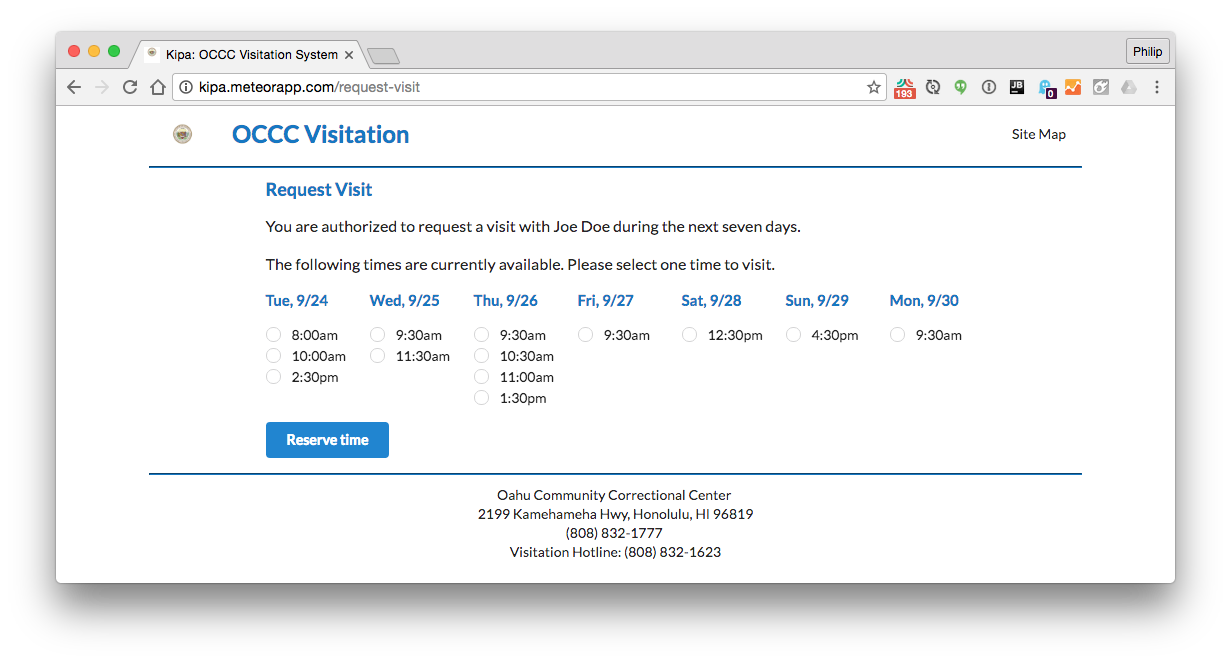 Kipa: OCCC Visitation System
Philip
kipa.meteorapp.com/request-visit
193
JB
0
OCCC Visitation
Site Map
Request Visit
You are authorized to request a visit with Joe Doe during the next seven days.
The following times are currently available. Please select one time to visit.
Tue, 9/24 Wed, 9/25 Thu, 9/26 Fri, 9/27 Sat, 9/28 Sun, 9/29 Mon, 9/30
8:00am 9:30am 9:30am 9:30am 12:30pm 4:30pm 9:30am
10:00am 11:30am 10:30am
2:30pm 11:00am
1:30pm
Reserve time
Oahu Community Correctional Center
2199 Kamehameha Hwy, Honolulu, HI 96819
(808) 832-1777
Visitation Hotline: (808) 832-1623